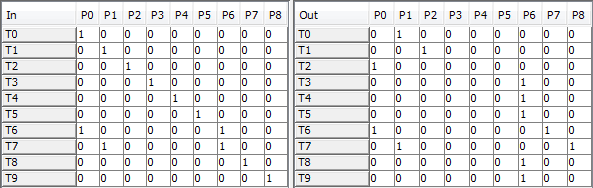 In P0 P1 P2 P3 P4 P5 P6 P7 P8 Out P0 P1 P2 P3 P4 P5 P6 P7 P8
T0 1 0 0 0 0 0 0 0 0 T0 0 1 0 0 0 0 0 0 0
T1 0 1 0 0 0 0 0 0 0 T1 0 0 1 0 0 0 0 0 0
T2 0 0 1 0 0 0 0 0 0 T2 1 0 0 0 0 0 0 0 0
T3 0 0 0 1 0 0 0 0 0 T3 0 0 0 0 0 0 1 0 0
T4 0 0 0 0 1 0 0 0 0 T4 0 0 0 0 0 0 1 0 0
T5 0 0 0 0 0 1 0 0 0 T5 0 0 0 0 0 0 1 0 0
T6 1 0 0 0 0 0 1 0 0 T6 1 0 0 0 0 0 0 1 0
T7 0 1 0 0 0 0 1 0 0 T7 0 1 0 0 0 0 0 0 1
T8 0 0 0 0 0 0 0 1 0 T8 0 0 0 0 0 0 1 0 0
T9 0 0 0 0 0 0 0 0 1 T9 0 0 0 0 0 0 1 0 0